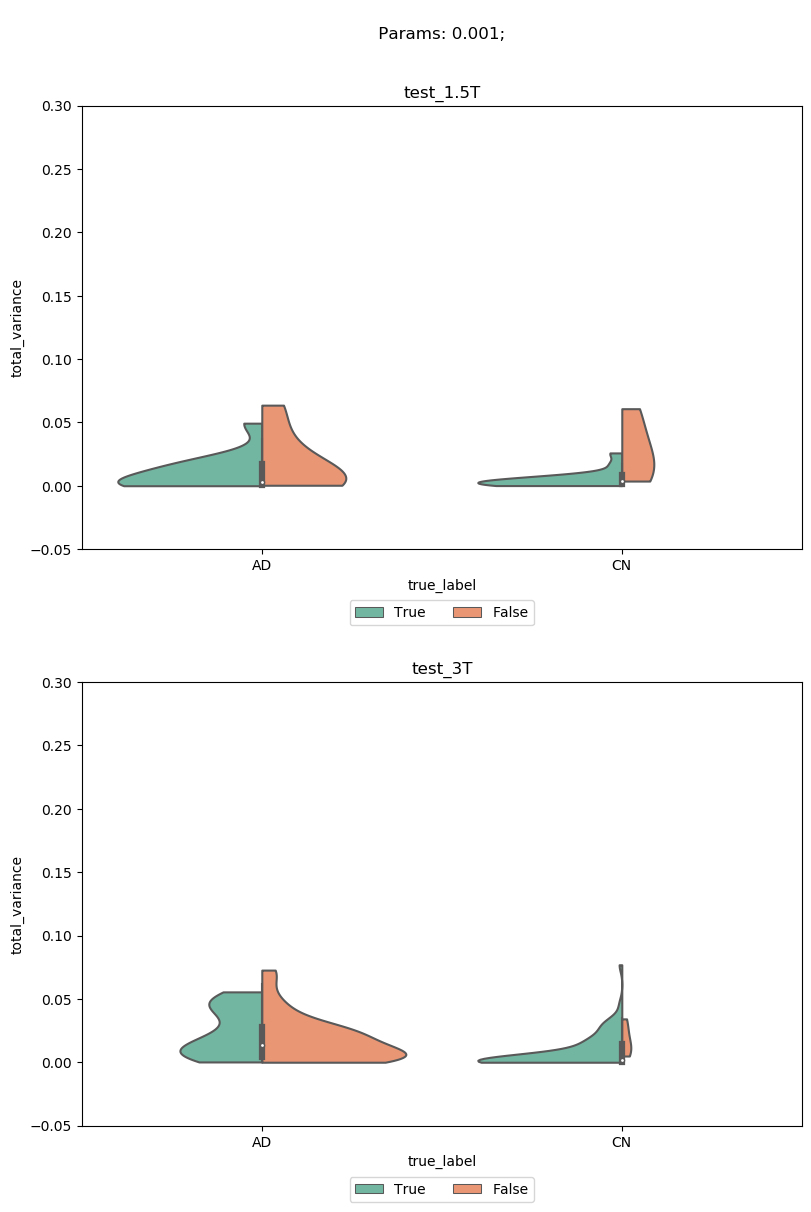 Params: 0.001;
test_1.5T
0.30
0.25
0.20
0.15
0.10
0.05
0.00
−0.05
total_variance
AD CN
true_label
True False
test_3T
0.30
0.25
0.20
0.15
0.10
0.05
0.00
−0.05
total_variance
AD CN
true_label
True False